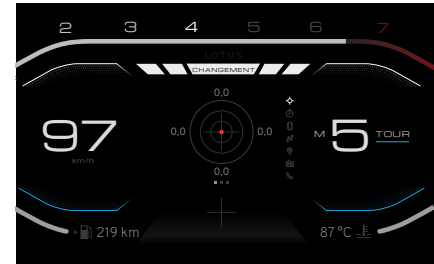 2 3 4 5 6 7
LOTUS
CHANGEMENT
0,0
97
0,0 0,0
M 5 TOUR
km/h
0,0
219 km
87 °C